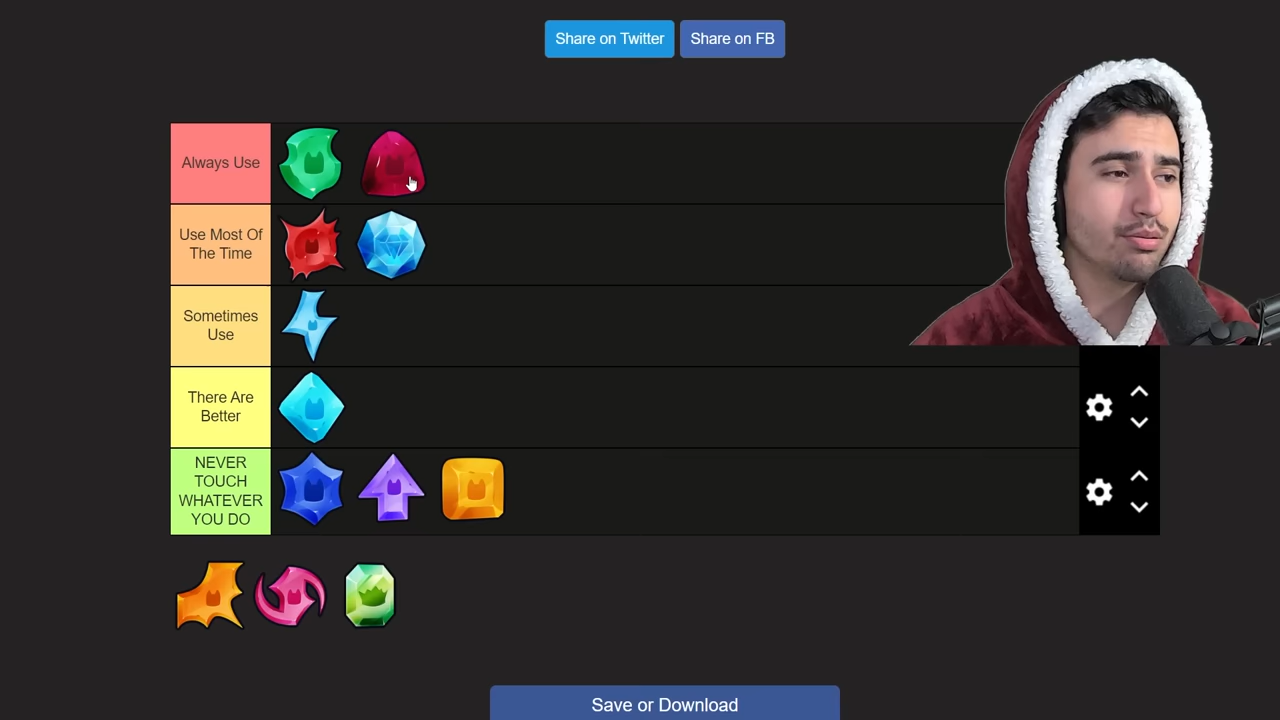 Share on Twitter
Share on FB
Always Use
Use Most Of
The Time
Sometimes
Use
There Are
Better
NEVER
TOUCH
WHATEVER
YOU DO
Save or Download